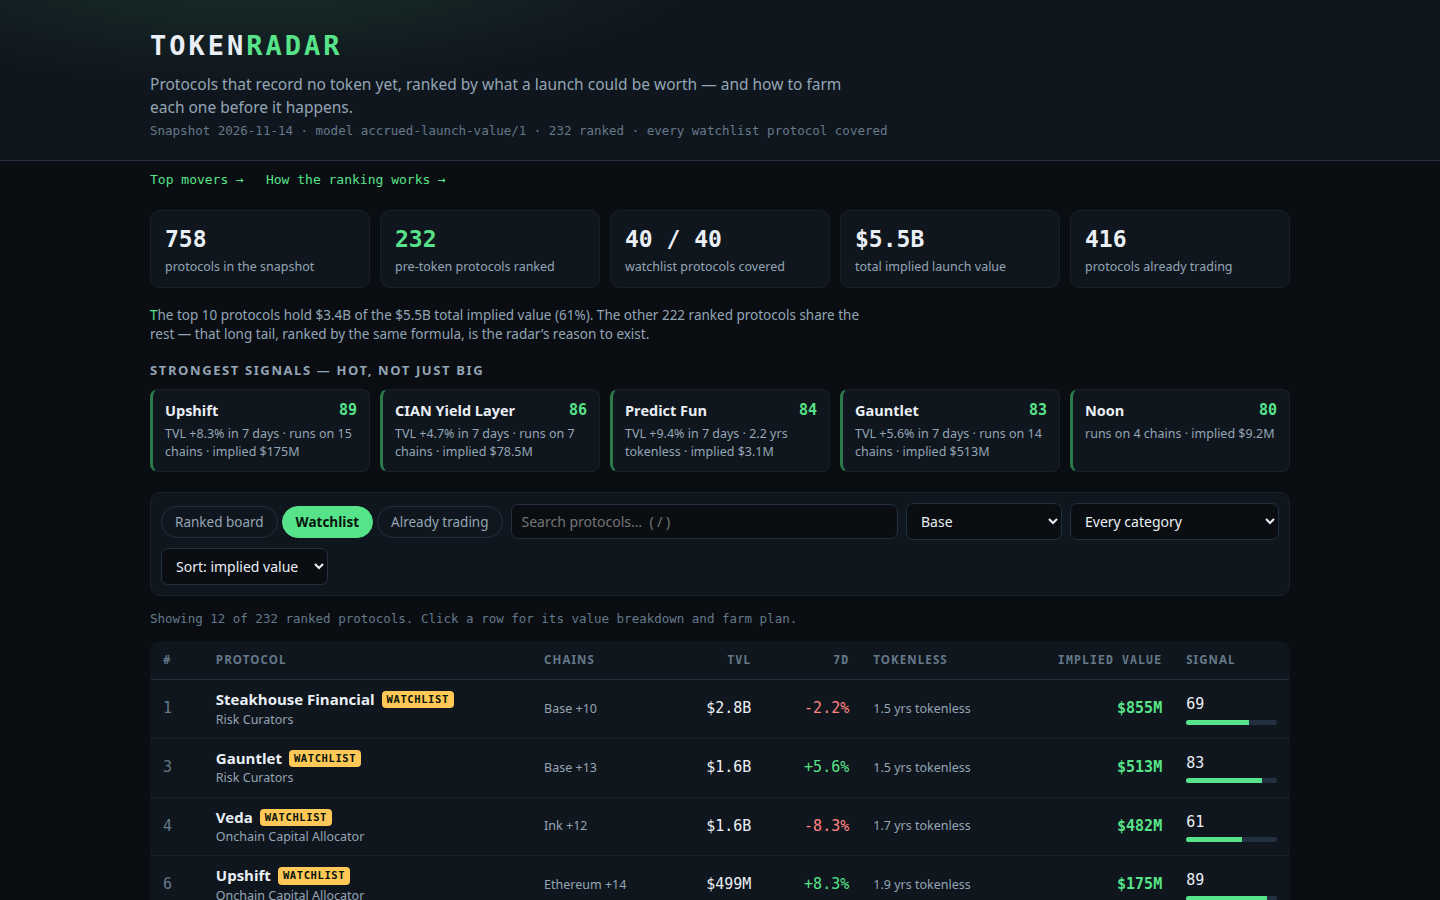 TOKENRADAR
Protocols that record no token yet, ranked by what a launch could be worth — and how to farm
each one before it happens.
Snapshot 2026-11-14 · model accrued-launch-value/1 · 232 ranked · every watchlist protocol covered
Top movers → How the ranking works →
758
protocols in the snapshot
232
pre-token protocols ranked
40 / 40
watchlist protocols covered
$5.5B
total implied launch value
416
protocols already trading
The top 10 protocols hold $3.4B of the $5.5B total implied value (61%). The other 222 ranked protocols share the
rest — that long tail, ranked by the same formula, is the radar's reason to exist.
STRONGEST SIGNALS — HOT, NOT JUST BIG
Upshift 89
TVL +8.3% in 7 days · runs on 15
chains · implied $175M
CIAN Yield Layer 86
TVL +4.7% in 7 days · runs on 7
chains · implied $78.5M
Predict Fun 84
TVL +9.4% in 7 days · 2.2 yrs
tokenless · implied $3.1M
Gauntlet 83
TVL +5.6% in 7 days · runs on 14
chains · implied $513M
Noon 80
runs on 4 chains · implied $9.2M
Ranked board Watchlist Already trading Search protocols... ( / ) Base Every category
Sort: implied value
Showing 12 of 232 ranked protocols. Click a row for its value breakdown and farm plan.
# PROTOCOL CHAINS TVL 7D TOKENLESS IMPLIED VALUE SIGNAL
1 Steakhouse Financial WATCHLIST Base +10 $2.8B -2.2% 1.5 yrs tokenless $855M 69
Risk Curators
3 Gauntlet WATCHLIST Base +13 $1.6B +5.6% 1.5 yrs tokenless $513M 83
Risk Curators
4 Veda WATCHLIST Ink +12 $1.6B -8.3% 1.7 yrs tokenless $482M 61
Onchain Capital Allocator
6 Upshift WATCHLIST Ethereum +14 $499M +8.3% 1.9 yrs tokenless $175M 89
Onchain Capital Allocator